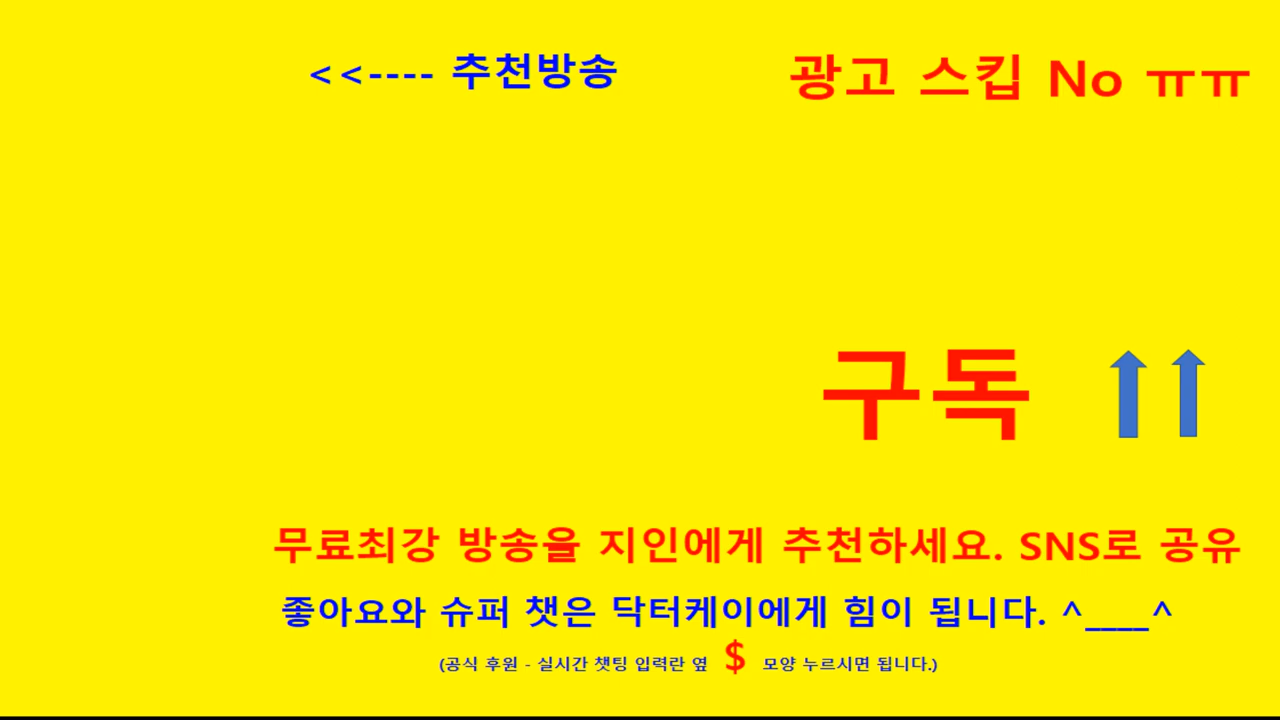 <<---- 추천방송
광고 스킵 No ㅠㅠ
구독
무료최강 방송을 지인에게 추천하세요. SNS로 공유
좋아요와 슈퍼 챗은 닥터케이에게 힘이 됩니다. ^____^
(공식 후원 - 실시간 챗팅 입력란 옆 $ 모양 누르시면 됩니다.)